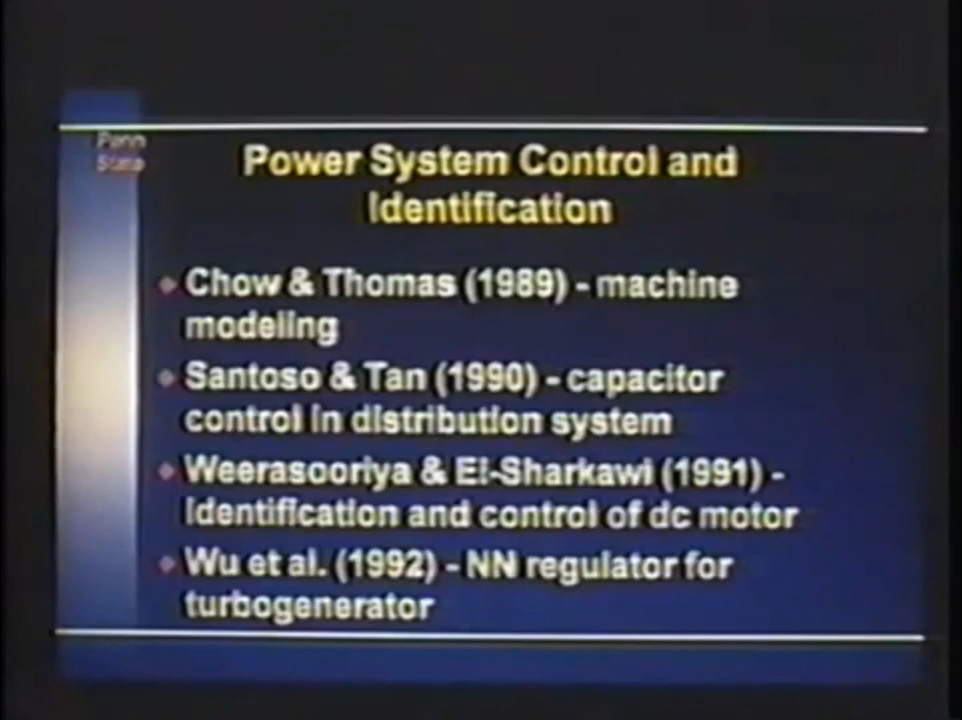 Penn
State
Power System Control and
Identification
Chow & Thomas (1989) - machine
modeling
Santoso & Tan (1990) - capacitor
control in distribution system
Weerasooriya & El-Sharkawi (1991) -
identification and control of dc motor
Wu et al. (1992) - NN regulator for
turbogenerator